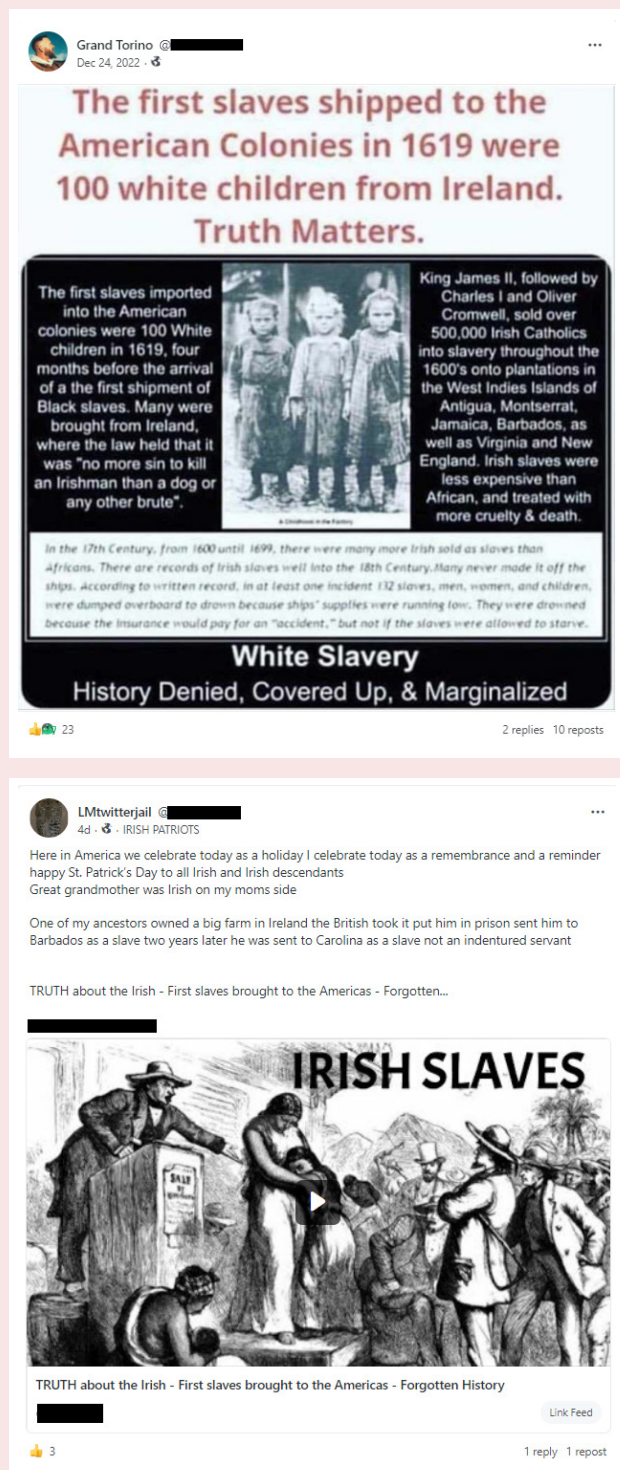 Grand Torino @
Dec 24, 2022 ·
The first slaves shipped to the
American Colonies in 1619 were
100 white children from Ireland.
Truth Matters.
The first slaves imported
into the American
colonies were 100 White
children in 1619, four
months before the arrival
of a the first shipment of
Black slaves. Many were
brought from Ireland,
where the law held that it
was "no more sin to kill
an Irishman than a dog or
any other brute".
A Childhood in the Factory
King James II, followed by
Charles I and Oliver
Cromwell, sold over
500,000 Irish Catholics
into slavery throughout the
1600's onto plantations in
the West Indies Islands of
Antigua, Montserrat,
Jamaica, Barbados, as
well as Virginia and New
England. Irish slaves were
less expensive than
African, and treated with
more cruelty & death.
In the 17th Century, from 1600 until 1699, there were many more Irish sold as slaves than
Africans. There are records of Irish slaves well into the 18th Century.Many never made it off the
ships. According to written record, in at least one incident 132 slaves, men, women, and children,
were dumped overboard to drown because ships' supplies were running low. They were drowned
because the insurance would pay for an "accident," but not if the slaves were allowed to starve.
White Slavery
History Denied, Covered Up, & Marginalized
23
2 replies 10 reposts
LMtwitterjail @
4d · · IRISH PATRIOTS
Here in America we celebrate today as a holiday I celebrate today as a remembrance and a reminder
happy St. Patrick's Day to all Irish and Irish descendants
Great grandmother was Irish on my moms side
One of my ancestors owned a big farm in Ireland the British took it put him in prison sent him to
Barbados as a slave two years later he was sent to Carolina as a slave not an indentured servant
TRUTH about the Irish - First slaves brought to the Americas - Forgotten...
IRISH SLAVES
SALE
TRUTH about the Irish - First slaves brought to the Americas - Forgotten History
Link Feed
3
1 reply 1 repost